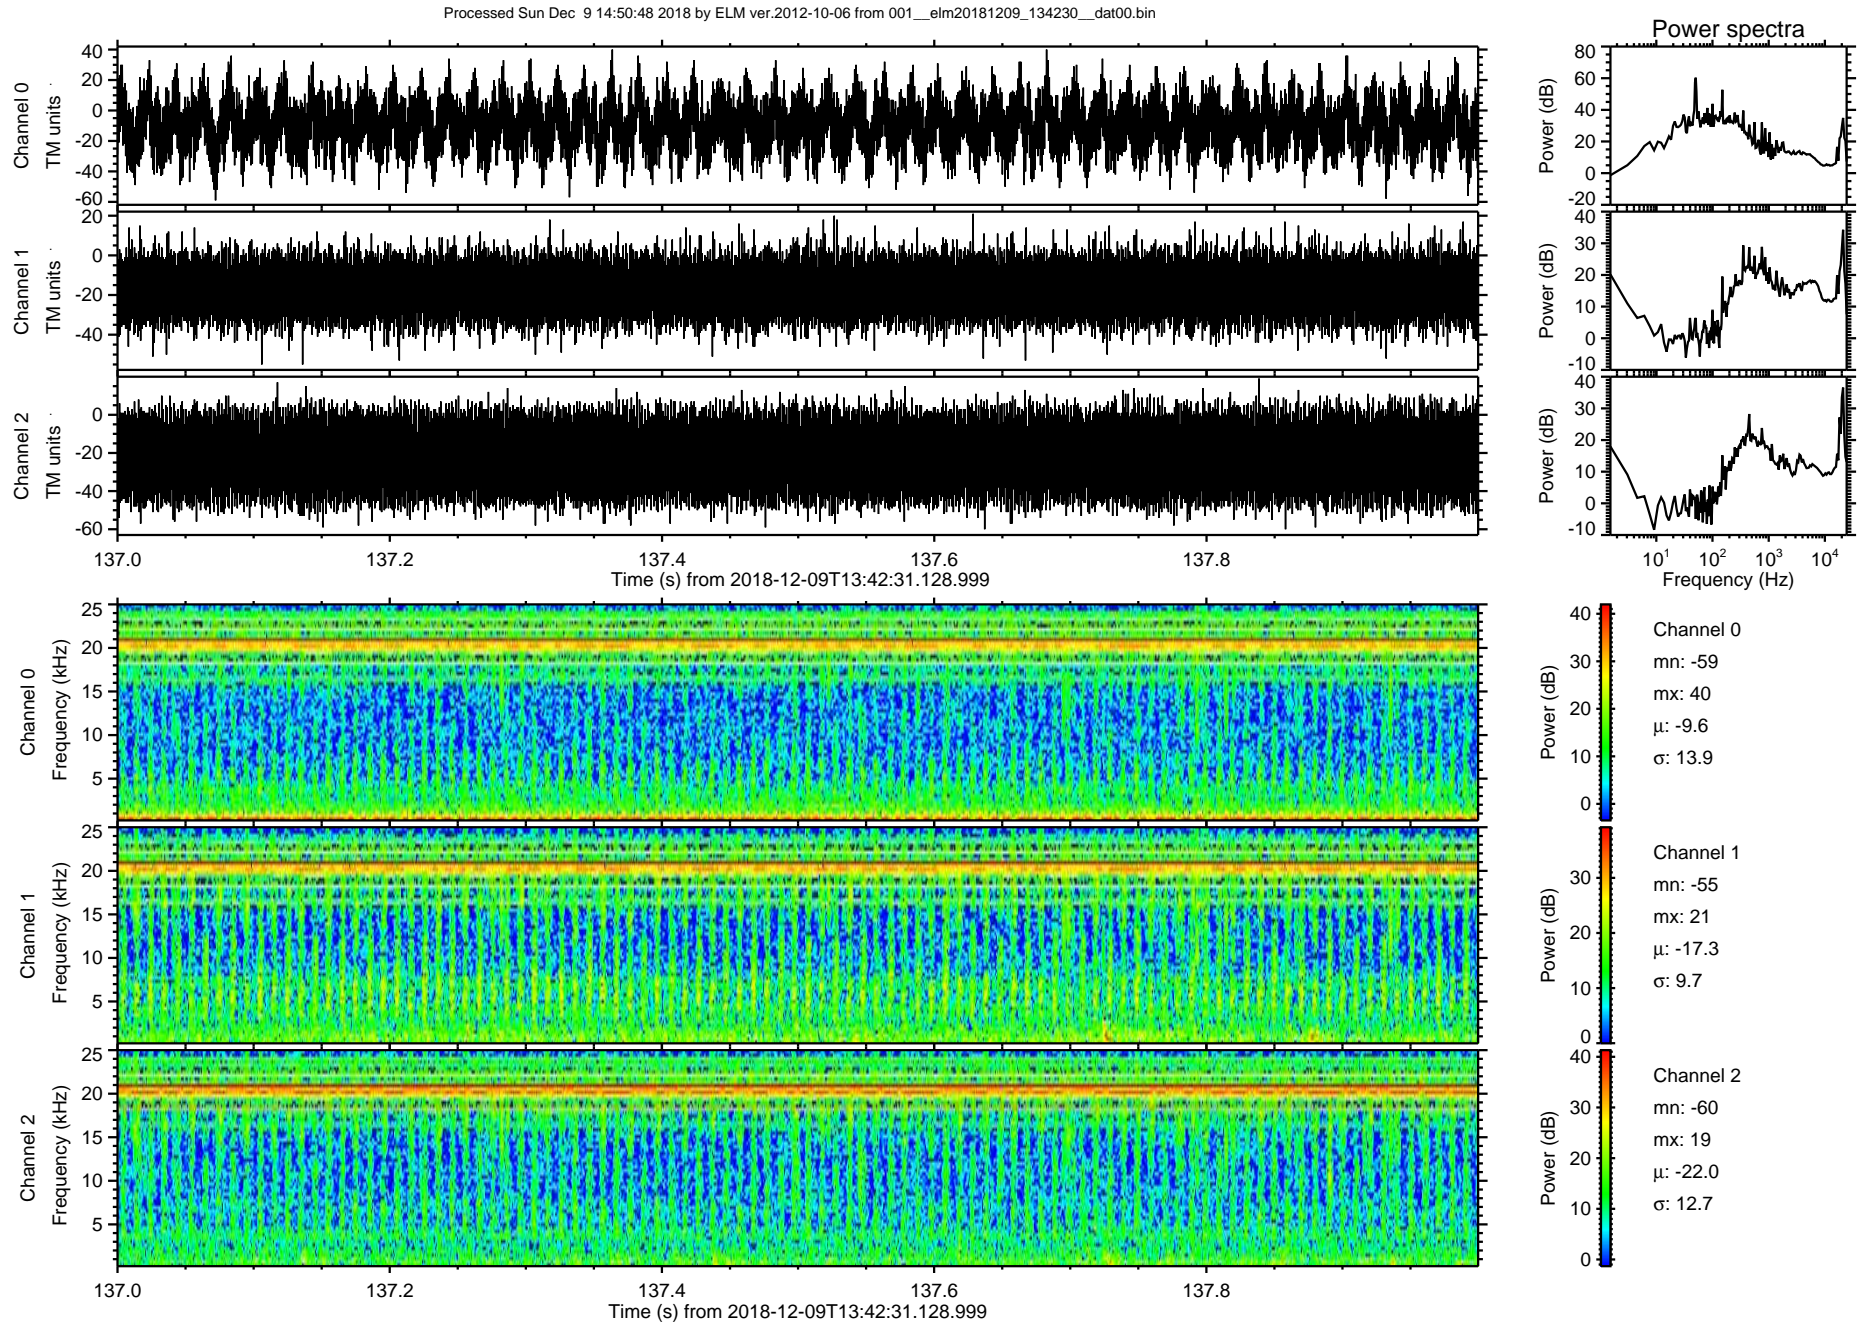 Processed Sun Dec  9 14:50:48 2018 by ELM ver.2012-10-06 from 001__elm20181209_134230__dat00.bin
Power spectra
Channel 0
TM units
40
20
0
-20
-40
-60
Power (dB)
80
60
40
20
0
-20
Channel 1
TM units
20
0
-20
-40
Power (dB)
40
30
20
10
0
-10
Channel 2
TM units
0
-20
-40
-60
Power (dB)
40
30
20
10
0
-10
137.0
137.2
137.4
137.6
137.8
Time (s) from 2018-12-09T13:42:31.128.999
10^1
10^2
10^3
10^4
Frequency (Hz)
Channel 0
Frequency (kHz)
25
20
15
10
5
Power (dB)
40
30
20
10
0
Channel 0
mn: -59
mx: 40
μ: -9.6
σ: 13.9
Channel 1
Frequency (kHz)
25
20
15
10
5
Power (dB)
30
20
10
0
Channel 1
mn: -55
mx: 21
μ: -17.3
σ: 9.7
Channel 2
Frequency (kHz)
25
20
15
10
5
Power (dB)
40
30
20
10
0
Channel 2
mn: -60
mx: 19
μ: -22.0
σ: 12.7
137.0
137.2
137.4
137.6
137.8
Time (s) from 2018-12-09T13:42:31.128.999